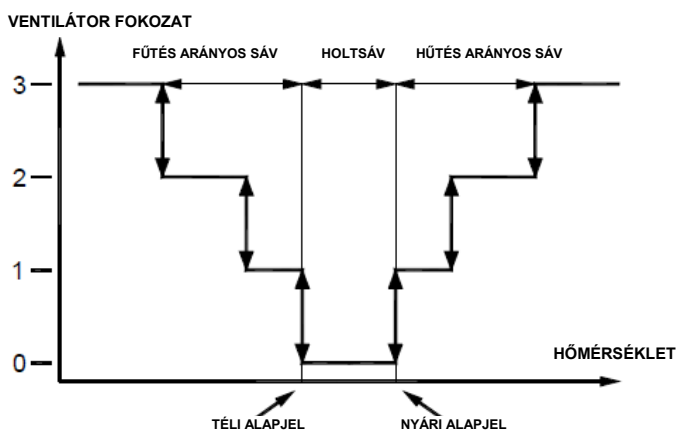 VENTILÁTOR FOKOZAT
FŰTÉS ARÁNYOS SÁV HOLTSÁV HŰTÉS ARÁNYOS SÁV
3
2
1
0
HŐMÉRSÉKLET
TÉLI ALAPJEL NYÁRI ALAPJEL